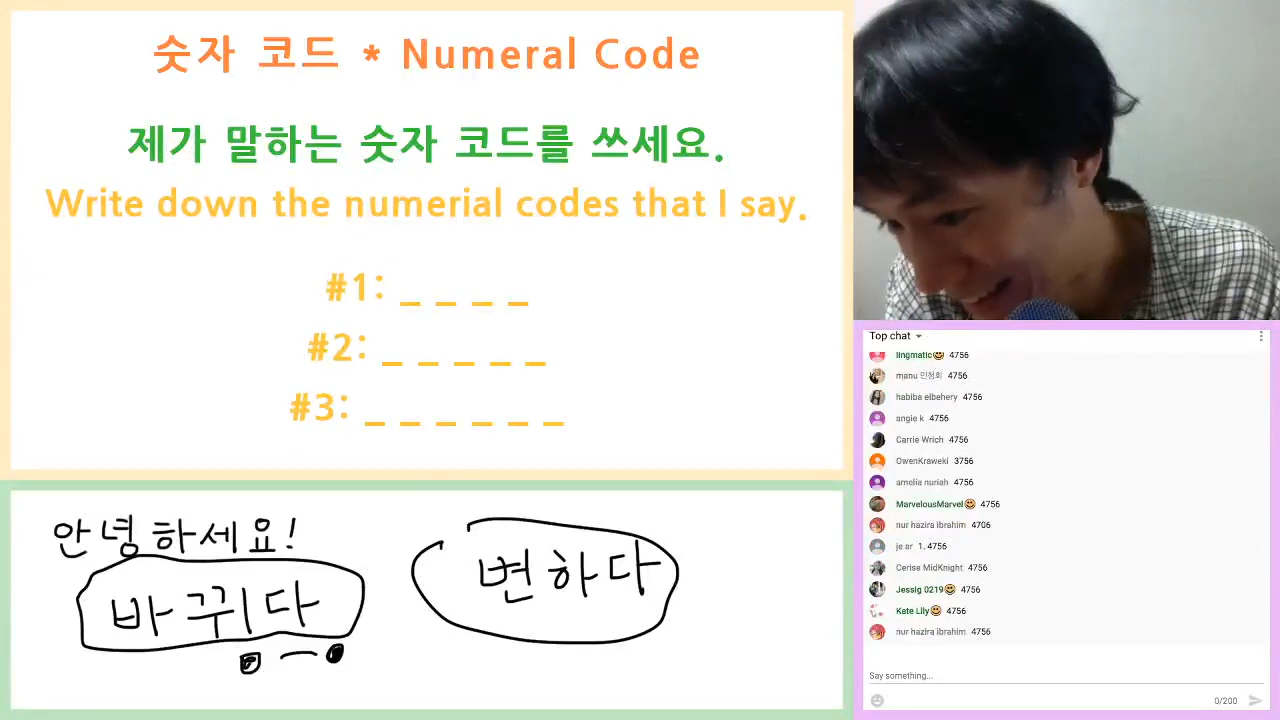 숫자 코드 * Numeral Code
제가 말하는 숫자 코드를 쓰세요.
Write down the numerial codes that I say.
#1: _ _ _ _
#2: _ _ _ _ _
#3: _ _ _ _ _ _
안녕하세요!
바뀌다
변하다
Top chat
lingmatic 4756
manu 민정회 4756
habiba elbehery 4756
angie k 4756
Carrie Wrich 4756
OwenKraweki 3756
amelia nuriah 4756
MarvelousMarvel 4756
nur hazira ibrahim 4706
je ar 1. 4756
Cerise MidKnight 4756
Jessig 0219 4756
Kate Lily 4756
nur hazira ibrahim 4756
Say something...
0/200